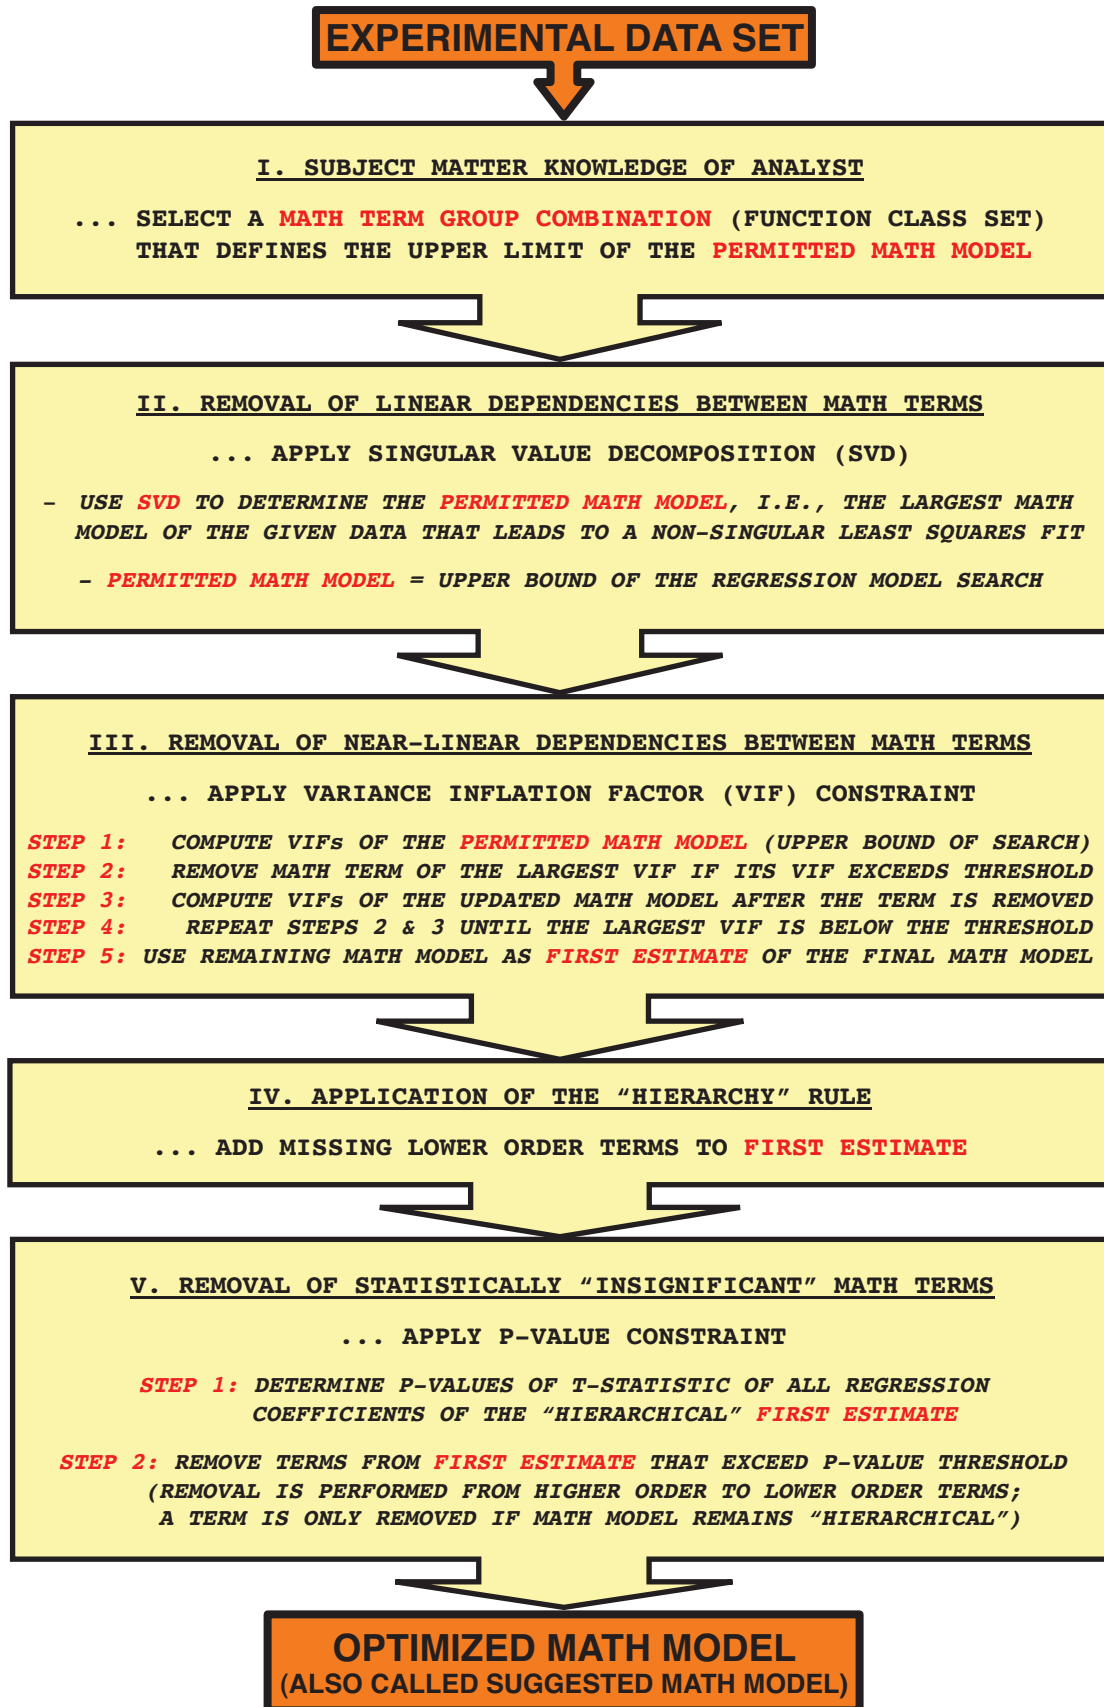 EXPERIMENTAL DATA SET
I. SUBJECT MATTER KNOWLEDGE OF ANALYST
... SELECT A MATH TERM GROUP COMBINATION (FUNCTION CLASS SET)
THAT DEFINES THE UPPER LIMIT OF THE PERMITTED MATH MODEL
II. REMOVAL OF LINEAR DEPENDENCIES BETWEEN MATH TERMS
... APPLY SINGULAR VALUE DECOMPOSITION (SVD)
– USE SVD TO DETERMINE THE PERMITTED MATH MODEL, I.E., THE LARGEST MATH
MODEL OF THE GIVEN DATA THAT LEADS TO A NON–SINGULAR LEAST SQUARES FIT
– PERMITTED MATH MODEL = UPPER BOUND OF THE REGRESSION MODEL SEARCH
III. REMOVAL OF NEAR–LINEAR DEPENDENCIES BETWEEN MATH TERMS
... APPLY VARIANCE INFLATION FACTOR (VIF) CONSTRAINT
STEP 1: COMPUTE VIFs OF THE PERMITTED MATH MODEL (UPPER BOUND OF SEARCH)
STEP 2: REMOVE MATH TERM OF THE LARGEST VIF IF ITS VIF EXCEEDS THRESHOLD
STEP 3: COMPUTE VIFs OF THE UPDATED MATH MODEL AFTER THE TERM IS REMOVED
STEP 4: REPEAT STEPS 2 & 3 UNTIL THE LARGEST VIF IS BELOW THE THRESHOLD
STEP 5: USE REMAINING MATH MODEL AS FIRST ESTIMATE OF THE FINAL MATH MODEL
IV. APPLICATION OF THE “HIERARCHY” RULE
... ADD MISSING LOWER ORDER TERMS TO FIRST ESTIMATE
V. REMOVAL OF STATISTICALLY “INSIGNIFICANT” MATH TERMS
... APPLY P–VALUE CONSTRAINT
STEP 1: DETERMINE P–VALUES OF T–STATISTIC OF ALL REGRESSION
COEFFICIENTS OF THE “HIERARCHICAL” FIRST ESTIMATE
STEP 2: REMOVE TERMS FROM FIRST ESTIMATE THAT EXCEED P–VALUE THRESHOLD
(REMOVAL IS PERFORMED FROM HIGHER ORDER TO LOWER ORDER TERMS;
A TERM IS ONLY REMOVED IF MATH MODEL REMAINS “HIERARCHICAL”)
OPTIMIZED MATH MODEL
(ALSO CALLED SUGGESTED MATH MODEL)